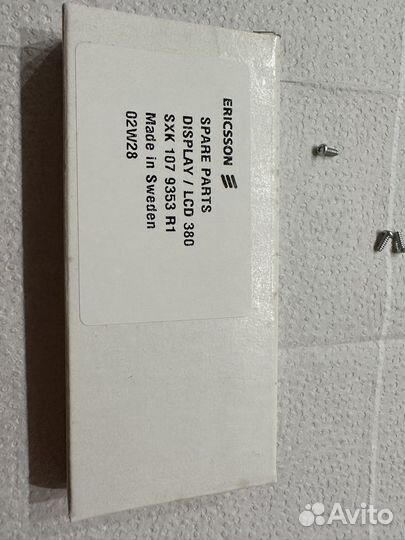 ERICSSON
SPARE PARTS
DISPLAY / LCD 380
SXK 107 9353 R1
Made in Sweden
02W28
Avito